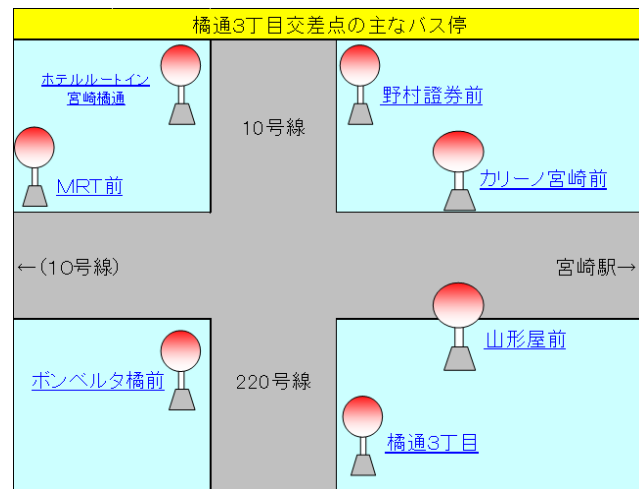 橘通3丁目交差点の主なバス停
ホテルルートイン
宮崎橘通
野村證券前
10号線
MRT前
カリーノ宮崎前
←(10号線)
宮崎駅→
山形屋前
ボンベルタ橘前
220号線
橘通3丁目